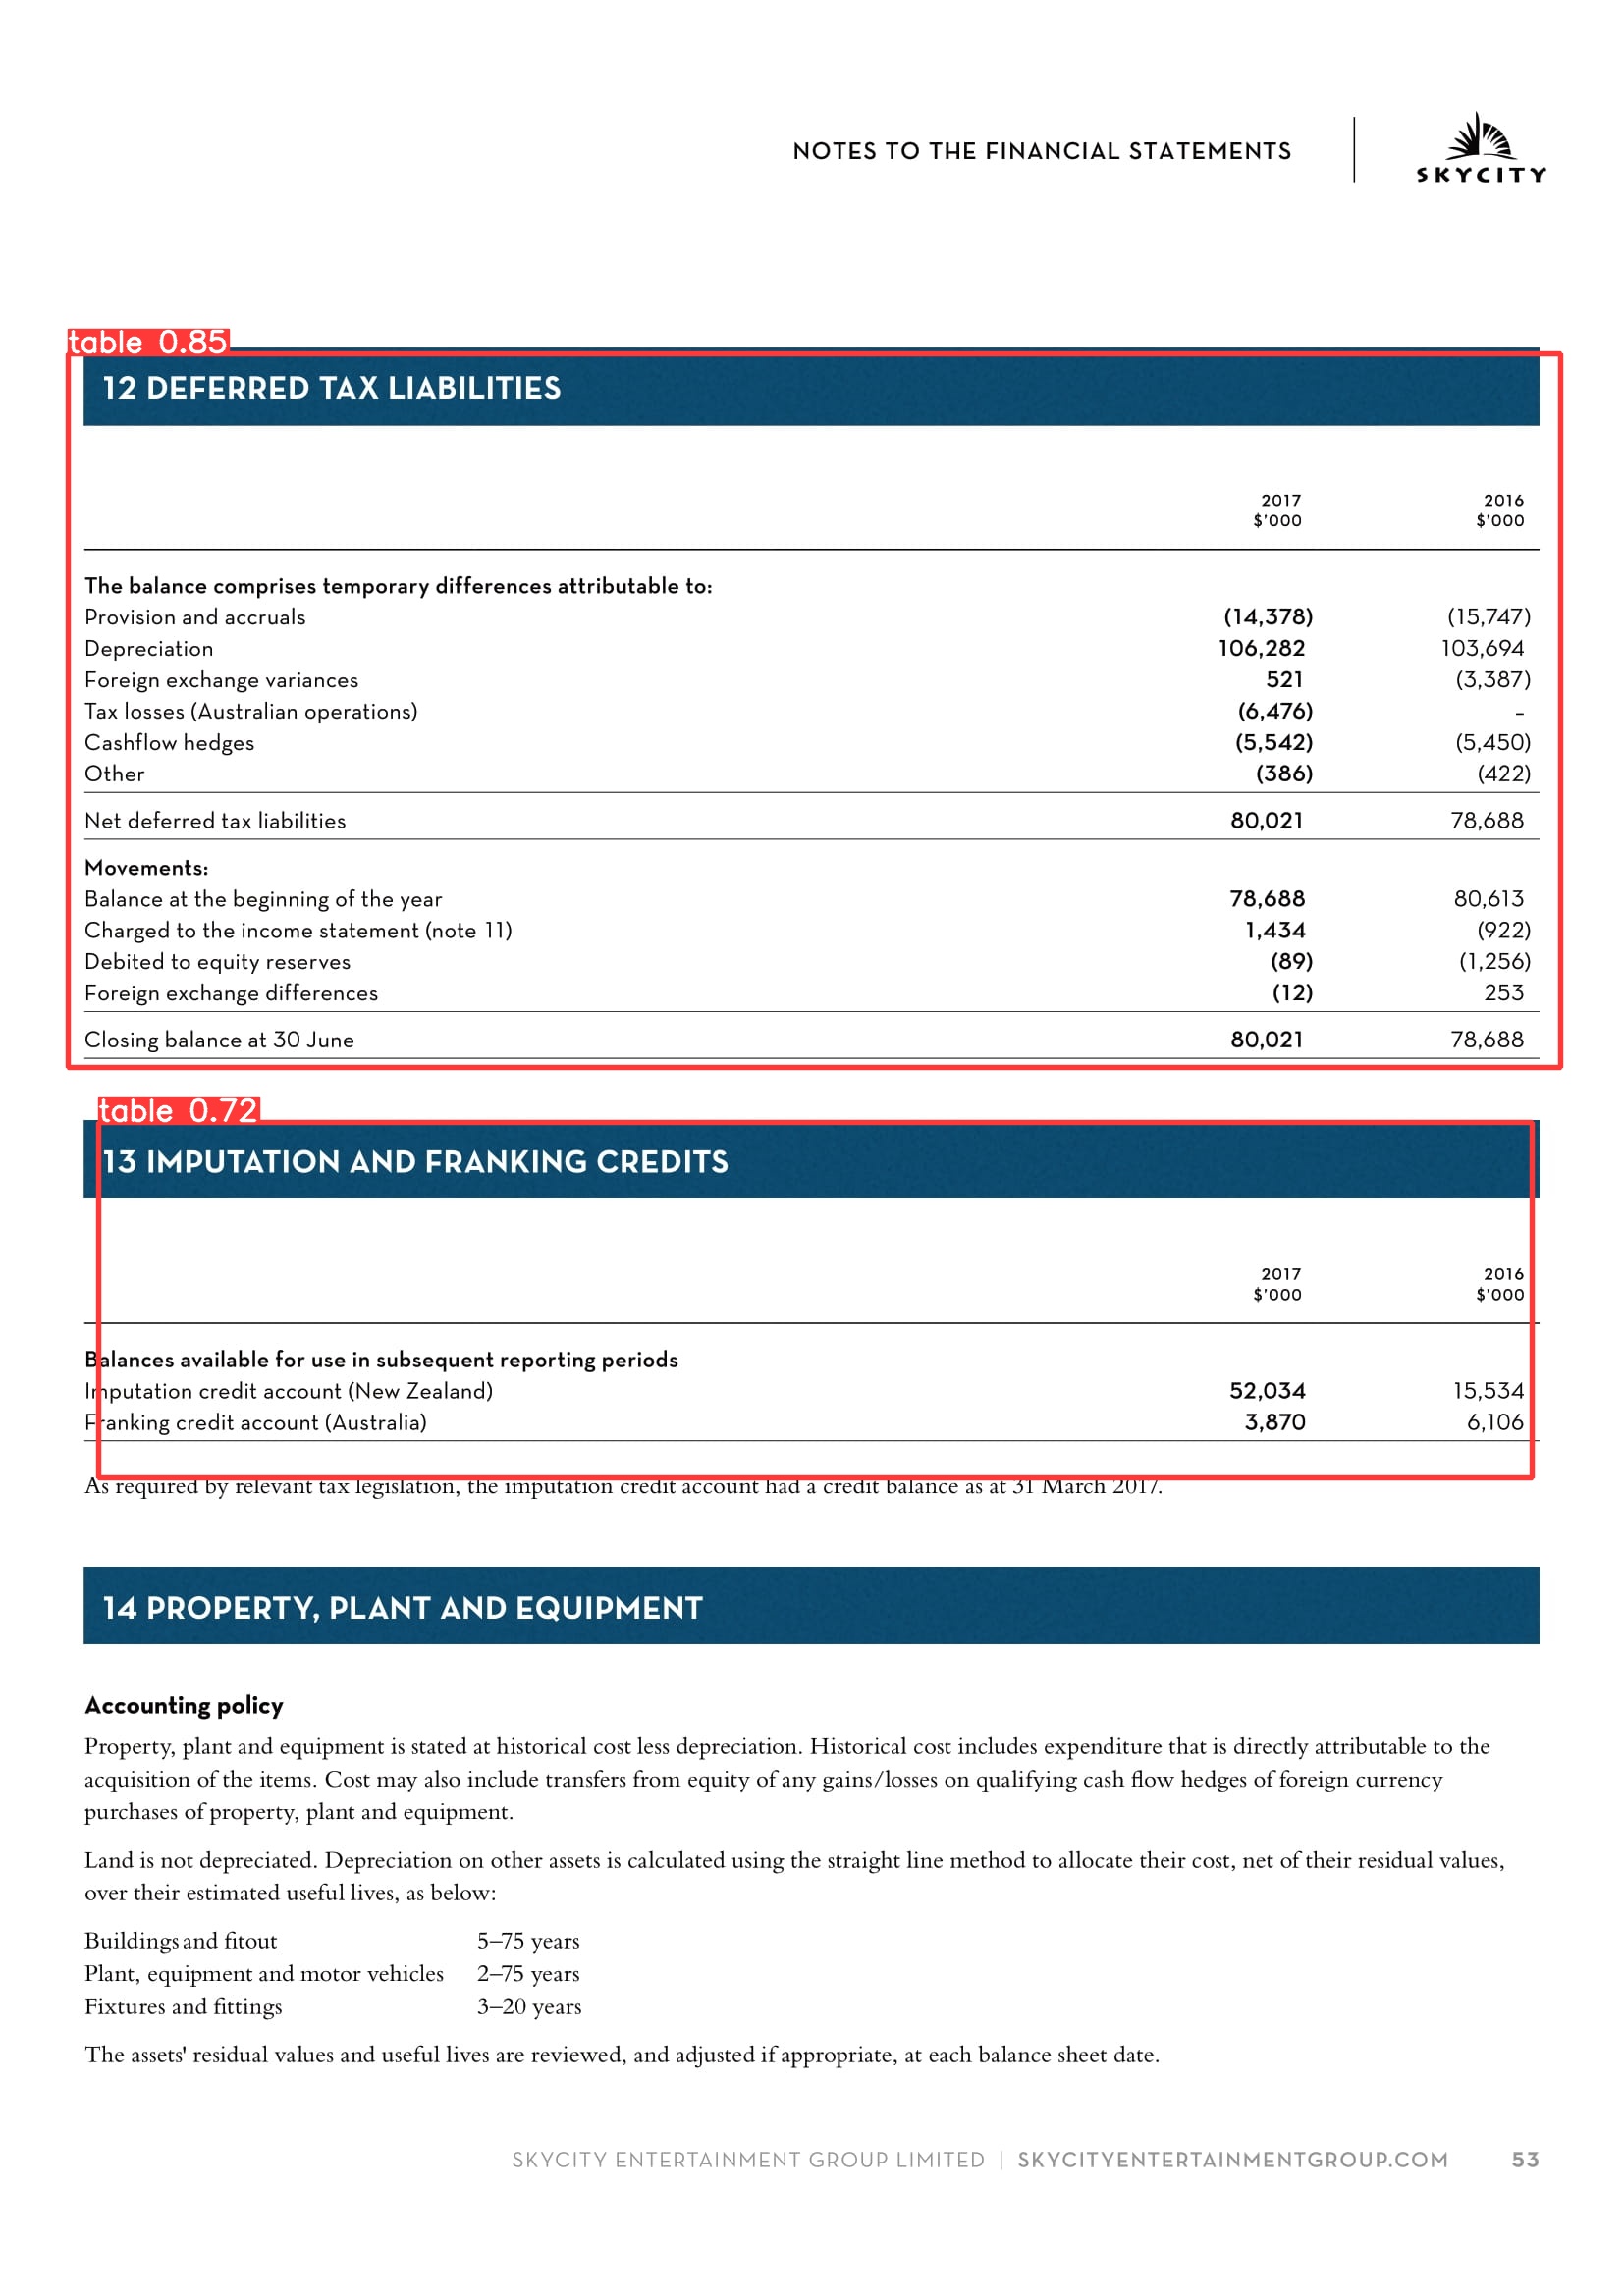 NOTES TO THE FINANCIAL STATEMENTS
SKYCITY
table 0.85
12 DEFERRED TAX LIABILITIES
2017 2016
$'000 $'000
The balance comprises temporary differences attributable to:
Provision and accruals (14,378) (15,747)
Depreciation 106,282 103,694
Foreign exchange variances 521 (3,387)
Tax losses (Australian operations) (6,476) –
Cashflow hedges (5,542) (5,450)
Other (386) (422)
Net deferred tax liabilities 80,021 78,688
Movements:
Balance at the beginning of the year 78,688 80,613
Charged to the income statement (note 11) 1,434 (922)
Debited to equity reserves (89) (1,256)
Foreign exchange differences (12) 253
Closing balance at 30 June 80,021 78,688
table 0.72
13 IMPUTATION AND FRANKING CREDITS
2017 2016
$'000 $'000
Balances available for use in subsequent reporting periods
Imputation credit account (New Zealand) 52,034 15,534
Franking credit account (Australia) 3,870 6,106
As required by relevant tax legislation, the imputation credit account had a credit balance as at 31 March 2017.
14 PROPERTY, PLANT AND EQUIPMENT
Accounting policy
Property, plant and equipment is stated at historical cost less depreciation. Historical cost includes expenditure that is directly attributable to the
acquisition of the items. Cost may also include transfers from equity of any gains/losses on qualifying cash flow hedges of foreign currency
purchases of property, plant and equipment.
Land is not depreciated. Depreciation on other assets is calculated using the straight line method to allocate their cost, net of their residual values,
over their estimated useful lives, as below:
Buildings and fitout 5–75 years
Plant, equipment and motor vehicles 2–75 years
Fixtures and fittings 3–20 years
The assets' residual values and useful lives are reviewed, and adjusted if appropriate, at each balance sheet date.
SKYCITY ENTERTAINMENT GROUP LIMITED | SKYCITYENTERTAINMENTGROUP.COM 53